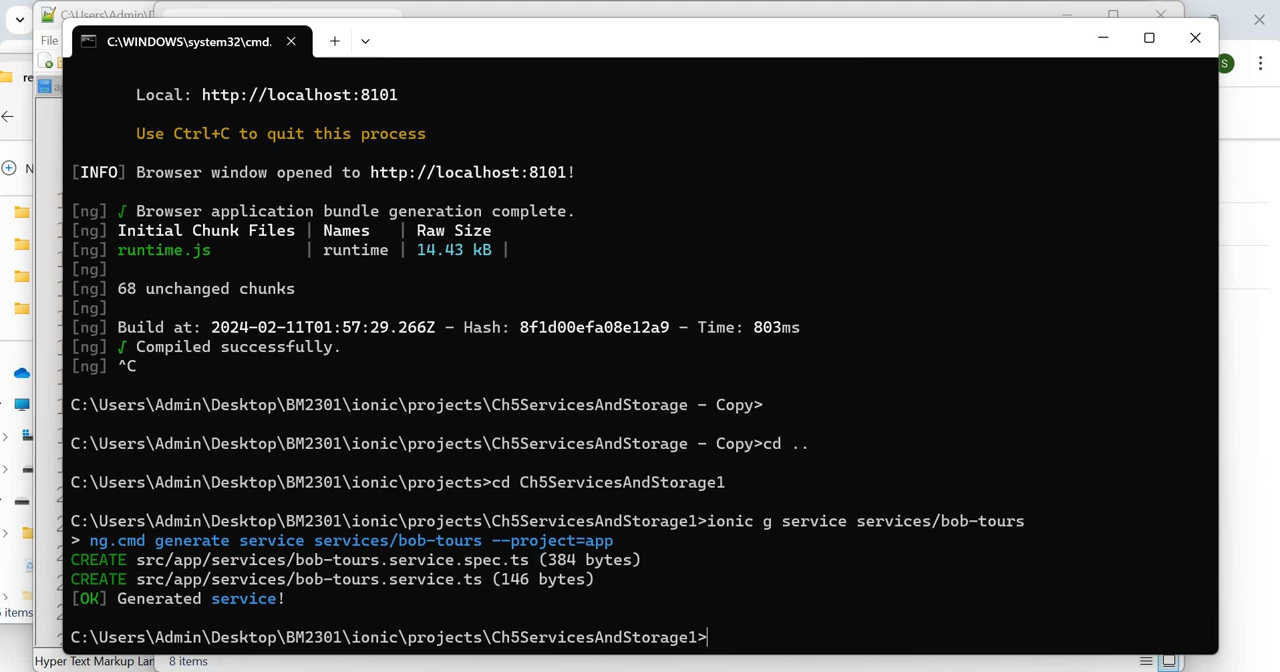 C:\Users\Admin\[
File
C:\WINDOWS\system32\cmd.
re
S
N
Local: http://localhost:8101
Use Ctrl+C to quit this process
[INFO] Browser window opened to http://localhost:8101!
[ng] √ Browser application bundle generation complete.
[ng] Initial Chunk Files | Names | Raw Size
[ng] runtime.js | runtime | 14.43 kB |
[ng]
[ng] 68 unchanged chunks
[ng]
[ng] Build at: 2024-02-11T01:57:29.266Z - Hash: 8f1d00efa08e12a9 - Time: 803ms
[ng] √ Compiled successfully.
[ng] ^C
C:\Users\Admin\Desktop\BM2301\ionic\projects\Ch5ServicesAndStorage - Copy>
C:\Users\Admin\Desktop\BM2301\ionic\projects\Ch5ServicesAndStorage - Copy>cd ..
C:\Users\Admin\Desktop\BM2301\ionic\projects>cd Ch5ServicesAndStorage1
C:\Users\Admin\Desktop\BM2301\ionic\projects\Ch5ServicesAndStorage1>ionic g service services/bob-tours
> ng.cmd generate service services/bob-tours --project=app
CREATE src/app/services/bob-tours.service.spec.ts (384 bytes)
CREATE src/app/services/bob-tours.service.ts (146 bytes)
[OK] Generated service!
C:\Users\Admin\Desktop\BM2301\ionic\projects\Ch5ServicesAndStorage1>
items
Hyper Text Markup Lan
8 items